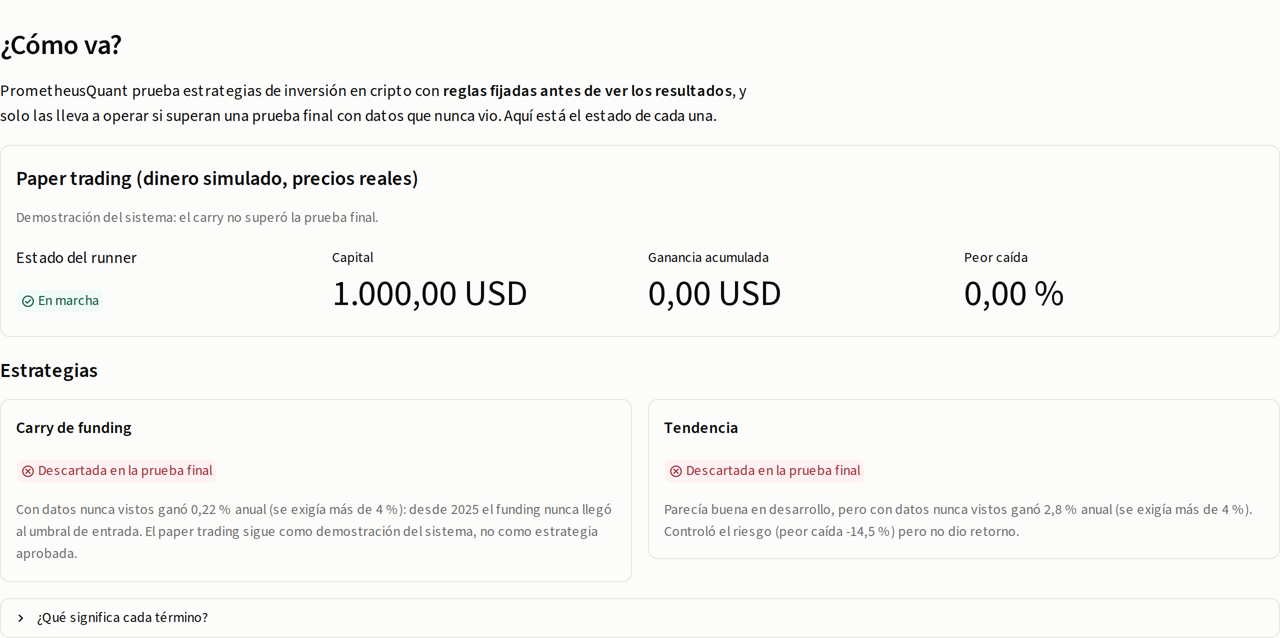 ¿Cómo va?
PrometheusQuant prueba estrategias de inversión en cripto con reglas fijadas antes de ver los resultados, y
solo las lleva a operar si superan una prueba final con datos que nunca vio. Aquí está el estado de cada una.
Paper trading (dinero simulado, precios reales)
Demostración del sistema: el carry no superó la prueba final.
Estado del runner
En marcha
Capital
1.000,00 USD
Ganancia acumulada
0,00 USD
Peor caída
0,00 %
Estrategias
Carry de funding
Descartada en la prueba final
Con datos nunca vistos ganó 0,22 % anual (se exigía más de 4 %): desde 2025 el funding nunca llegó
al umbral de entrada. El paper trading sigue como demostración del sistema, no como estrategia
aprobada.
Tendencia
Descartada en la prueba final
Parecía buena en desarrollo, pero con datos nunca vistos ganó 2,8 % anual (se exigía más de 4 %).
Controló el riesgo (peor caída -14,5 %) pero no dio retorno.
¿Qué significa cada término?